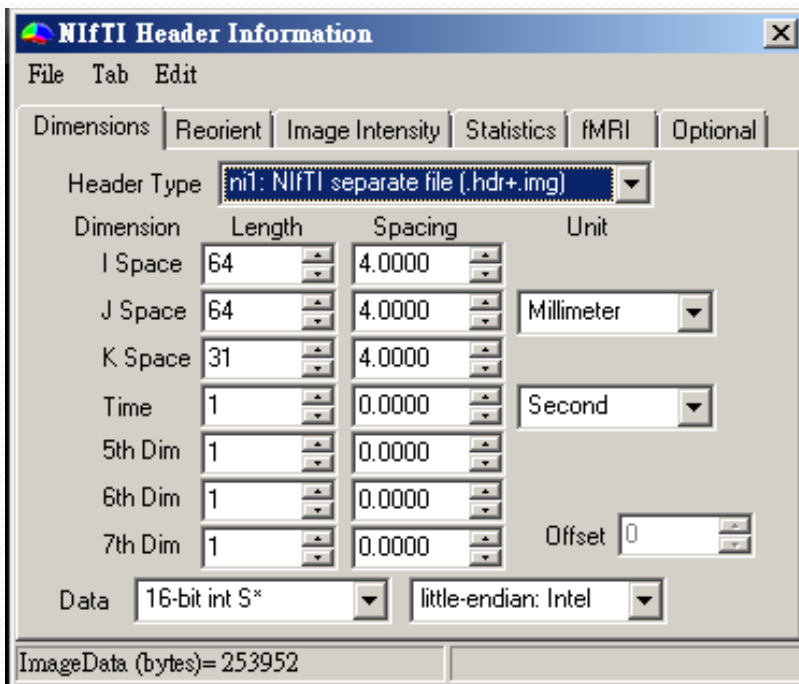 NIfTI Header Information
File Tab Edit
Dimensions Reorient Image Intensity Statistics fMRI Optional
Header Type ni1: NIfTI separate file (.hdr+.img)
Dimension Length Spacing Unit
I Space 64 4.0000
J Space 64 4.0000 Millimeter
K Space 31 4.0000
Time 1 0.0000 Second
5th Dim 1 0.0000
6th Dim 1 0.0000
7th Dim 1 0.0000 Offset 0
Data 16-bit int S* little-endian: Intel
ImageData (bytes)= 253952